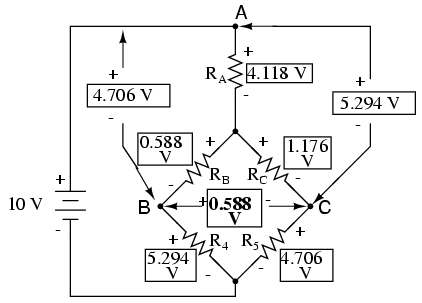 A
+
+
+
R_A
4.118 V
4.706 V
5.294 V
-
-
-
0.588
V
+
+
1.176
V
+
R_B
R_C
-
-
10 V
B
+
0.588
V
-
C
-
+
R_4
R_5
+
5.294
V
4.706
V
-
-